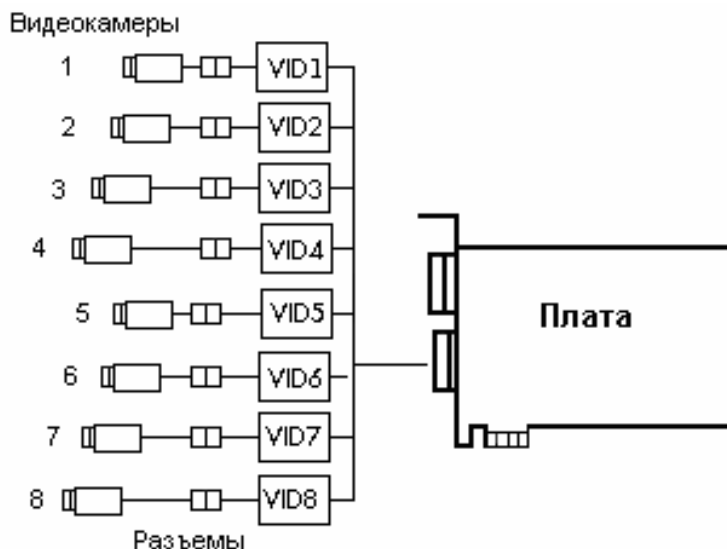 Видеокамеры
1 VID1
2 VID2
3 VID3
4 VID4
5 VID5
6 VID6
7 VID7
8 VID8
Разъемы
Плата